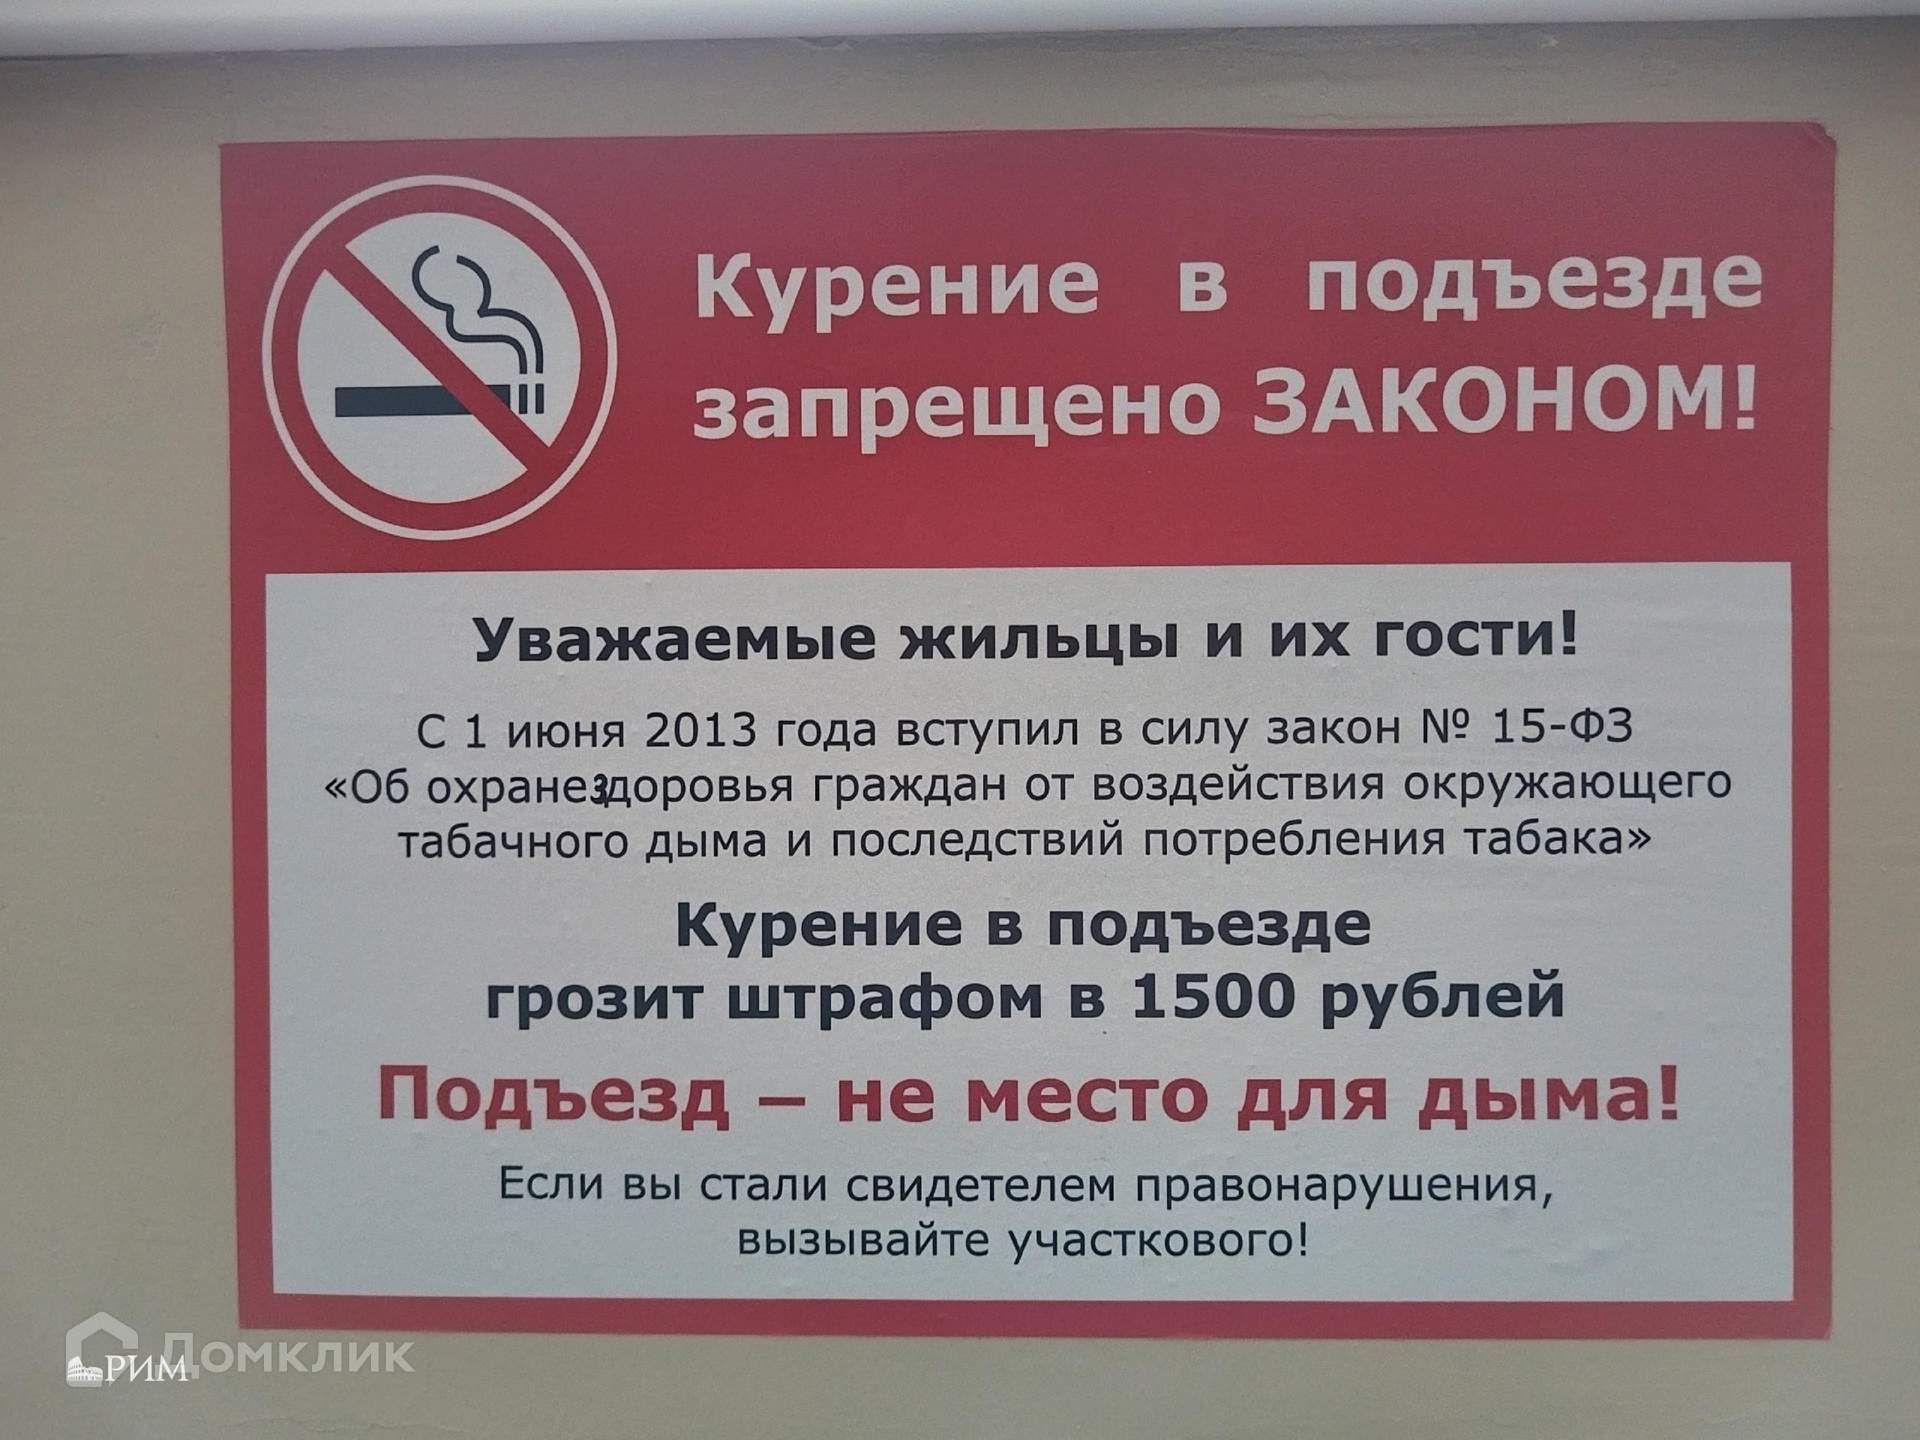 Курение в подъезде
запрещено ЗАКОНОМ!
Уважаемые жильцы и их гости!
С 1 июня 2013 года вступил в силу закон № 15-ФЗ
«Об охранездоровья граждан от воздействия окружающего
табачного дыма и последствий потребления табака»
Курение в подъезде
грозит штрафом в 1500 рублей
Подъезд – не место для дыма!
Если вы стали свидетелем правонарушения,
вызывайте участкового!
Домклик
РИМ